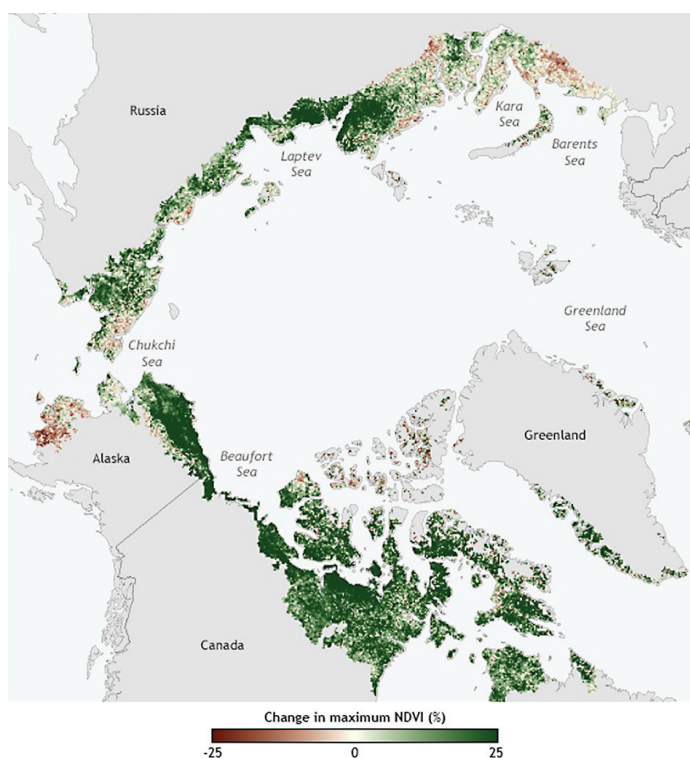 Russia
Kara
Sea
Barents
Sea
Laptev
Sea
Greenland
Sea
Chukchi
Sea
Greenland
Alaska
Beaufort
Sea
Canada
Change in maximum NDVI (%)
-25 0 25